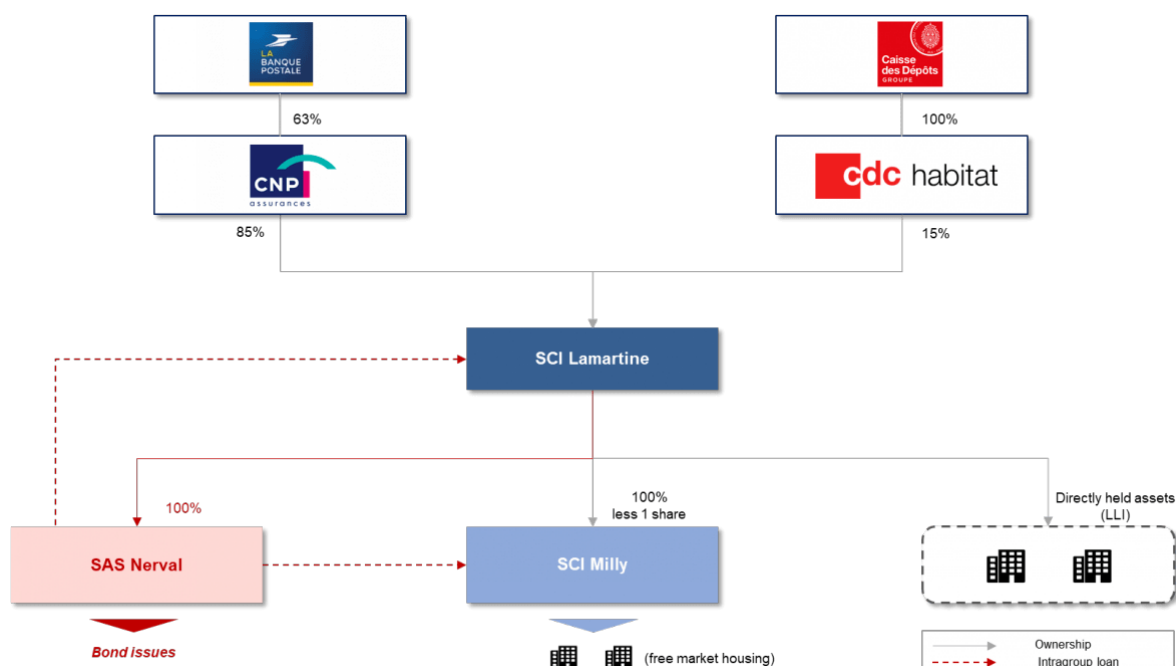 LA
BANQUE
POSTALE
Caisse
des Dépôts
GROUPE
63%
100%
CNP
assurances
cdc habitat
85%
15%
SCI Lamartine
100%
100%
less 1 share
Directly held assets
(LLI)
SAS Nerval
SCI Milly
Bond issues
(free market housing)
Ownership
Intragroup loan